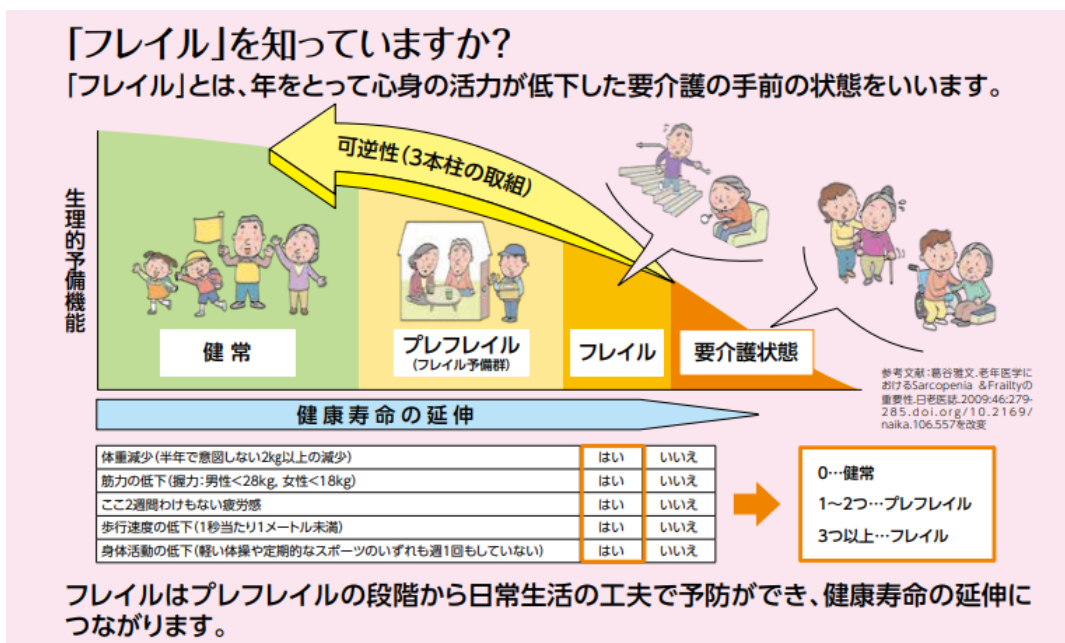 「フレイル」を知っていますか?
「フレイル」とは、年をとって心身の活力が低下した要介護の手前の状態をいいます。
可逆性(3本柱の取組)
生理的予備機能
健常
プレフレイル
(フレイル予備群)
フレイル
要介護状態
参考文献:葛谷雅文.老年医学に
おけるSarcopenia &Frailtyの
重要性.日老医誌.2009:46:279-
285.doi.org/10.2169/
naika.106.557を改変
健康寿命の延伸
体重減少(半年で意図しない2kg以上の減少) はい いいえ
筋力の低下(握力:男性<28kg, 女性<18kg) はい いいえ
ここ2週間わけもない疲労感 はい いいえ
歩行速度の低下(1秒当たり1メートル未満) はい いいえ
身体活動の低下(軽い体操や定期的なスポーツのいずれも週1回もしていない) はい いいえ
0…健常
1~2つ…プレフレイル
3つ以上…フレイル
フレイルはプレフレイルの段階から日常生活の工夫で予防ができ、健康寿命の延伸に
つながります。